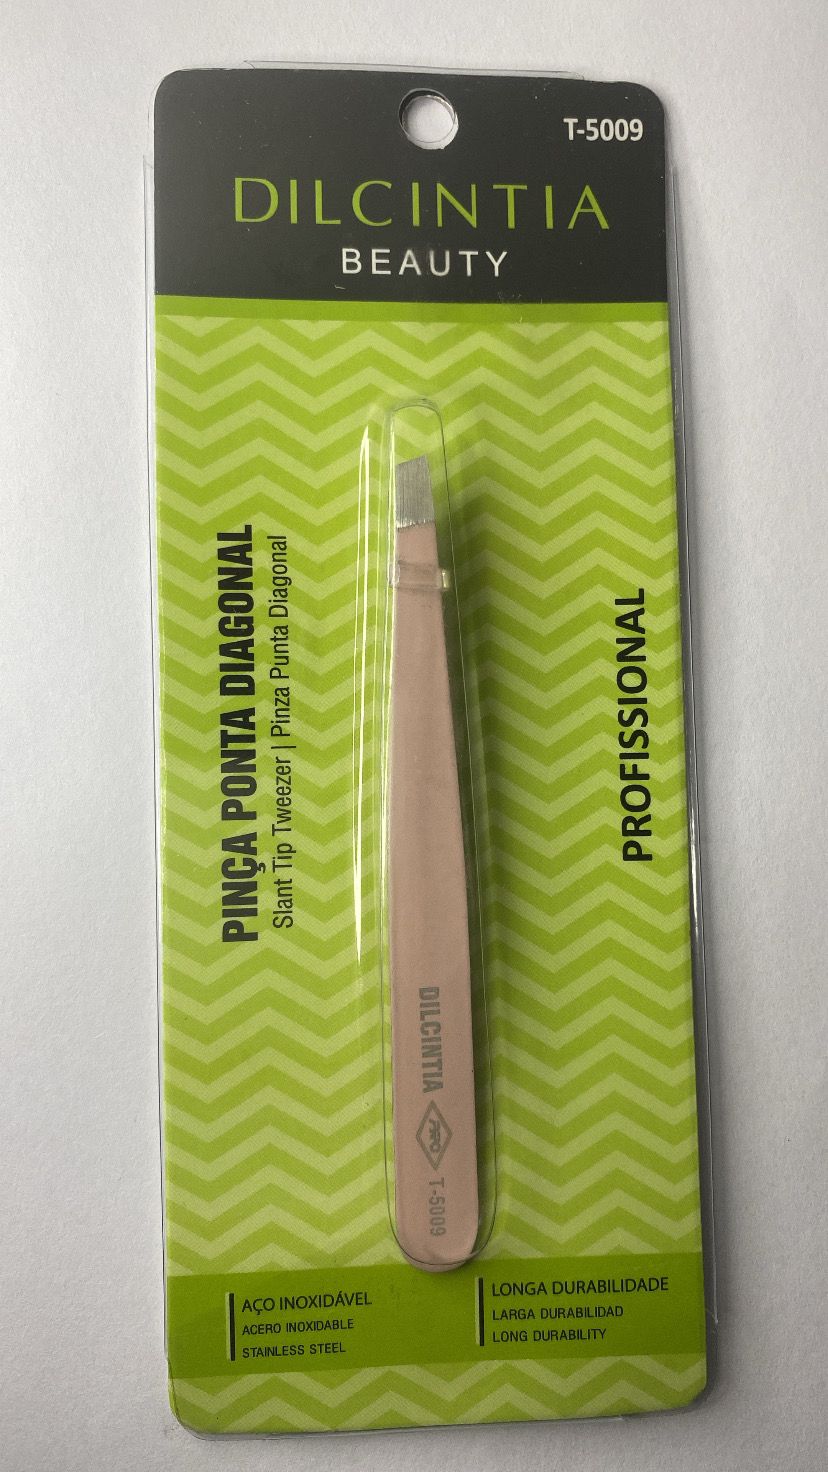 T-5009
DILCINTIA
BEAUTY
PINÇA PONTA DIAGONAL
Slant Tip Tweezer | Pinza Punta Diagonal
PROFISSIONAL
DILCINTIA PRO T-5009
AÇO INOXIDÁVEL
ACERO INOXIDABLE
STAINLESS STEEL
LONGA DURABILIDADE
LARGA DURABILIDAD
LONG DURABILITY